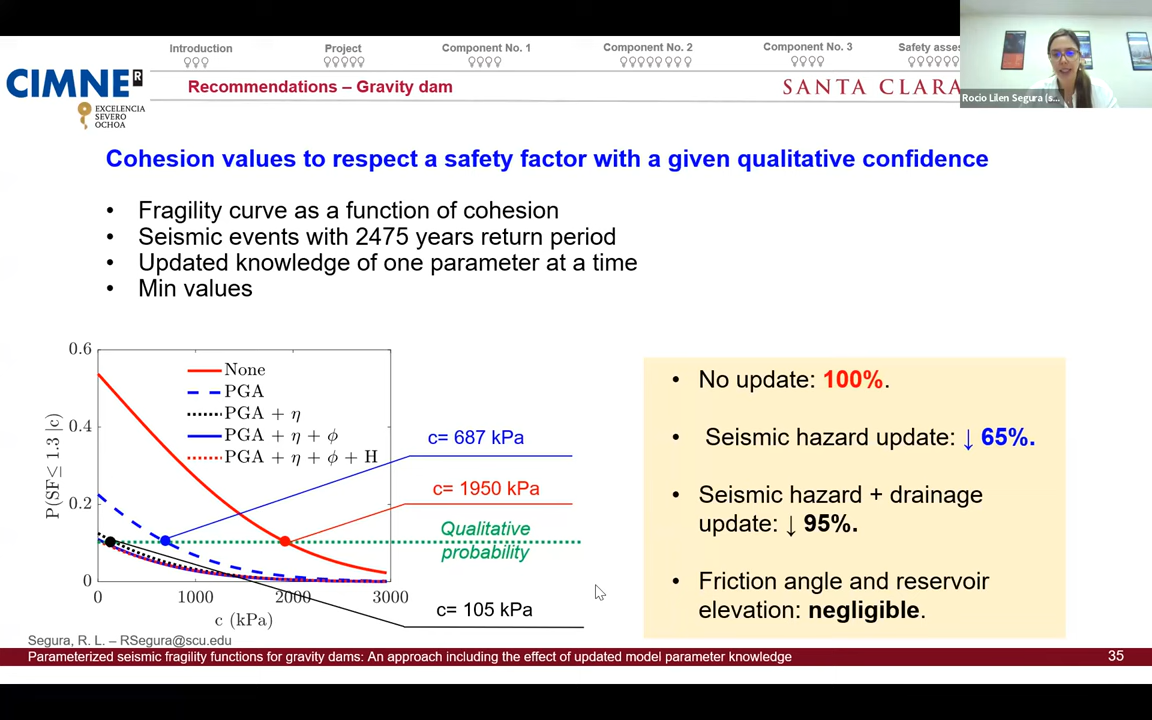 Introduction
Project
Component No. 1
Component No. 2
Component No. 3
Safety asses
CIMNE R
EXCELENCIA
SEVERO
OCHOA
Recommendations – Gravity dam
SANTA CLARA
Rocio Lilen Segura (s...
Cohesion values to respect a safety factor with a given qualitative confidence
• Fragility curve as a function of cohesion
• Seismic events with 2475 years return period
• Updated knowledge of one parameter at a time
• Min values
0.6
0.4
0.2
0
P(SF≤ 1.3 |c)
None
PGA
PGA + η
PGA + η + ϕ
PGA + η + ϕ + H
0
1000
2000
3000
c (kPa)
c= 687 kPa
c= 1950 kPa
Qualitative
probability
c= 105 kPa
• No update: 100%.
• Seismic hazard update: ↓ 65%.
• Seismic hazard + drainage
update: ↓ 95%.
• Friction angle and reservoir
elevation: negligible.
Segura, R. L. – RSegura@scu.edu
Parameterized seismic fragility functions for gravity dams: An approach including the effect of updated model parameter knowledge
35